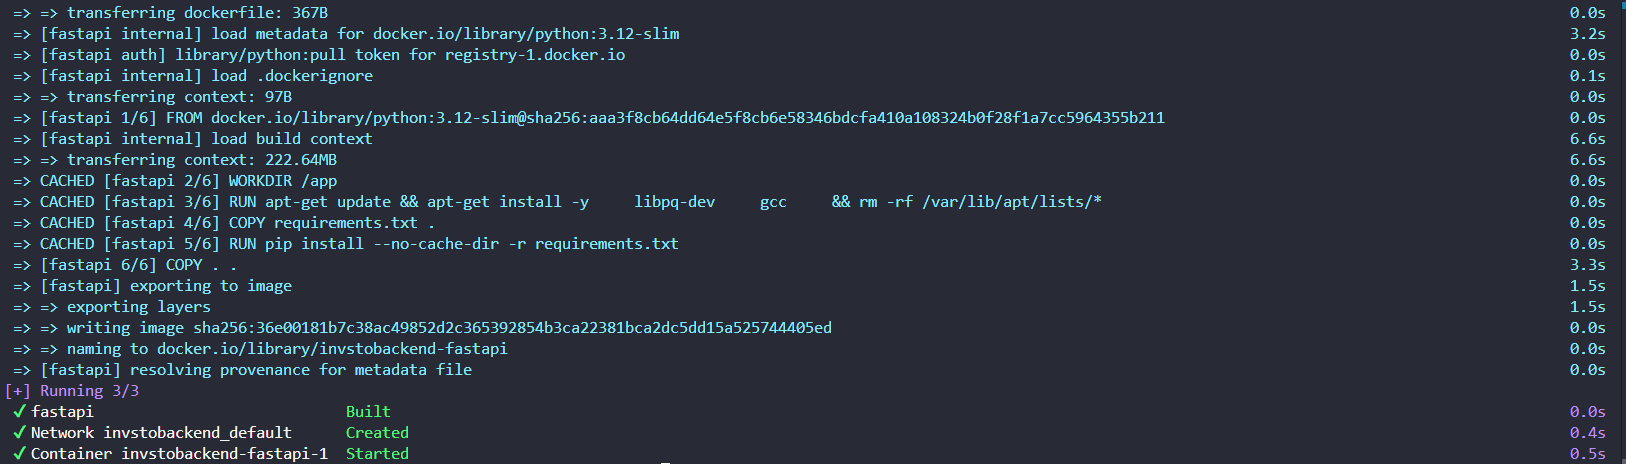 => => transferring dockerfile: 367B 0.0s
=> [fastapi internal] load metadata for docker.io/library/python:3.12-slim 3.2s
=> [fastapi auth] library/python:pull token for registry-1.docker.io 0.0s
=> [fastapi internal] load .dockerignore 0.1s
=> => transferring context: 97B 0.0s
=> [fastapi 1/6] FROM docker.io/library/python:3.12-slim@sha256:aaa3f8cb64dd64e5f8cb6e58346bdcfa410a108324b0f28f1a7cc5964355b211 0.0s
=> [fastapi internal] load build context 6.6s
=> => transferring context: 222.64MB 6.6s
=> CACHED [fastapi 2/6] WORKDIR /app 0.0s
=> CACHED [fastapi 3/6] RUN apt-get update && apt-get install -y     libpq-dev     gcc     && rm -rf /var/lib/apt/lists/* 0.0s
=> CACHED [fastapi 4/6] COPY requirements.txt . 0.0s
=> CACHED [fastapi 5/6] RUN pip install --no-cache-dir -r requirements.txt 0.0s
=> [fastapi 6/6] COPY . . 3.3s
=> [fastapi] exporting to image 1.5s
=> => exporting layers 1.5s
=> => writing image sha256:36e00181b7c38ac49852d2c365392854b3ca22381bca2dc5dd15a525744405ed 0.0s
=> => naming to docker.io/library/invstobackend-fastapi 0.0s
=> [fastapi] resolving provenance for metadata file 0.0s
[+] Running 3/3
✔ fastapi Built 0.0s
✔ Network invstobackend_default Created 0.4s
✔ Container invstobackend-fastapi-1 Started 0.5s